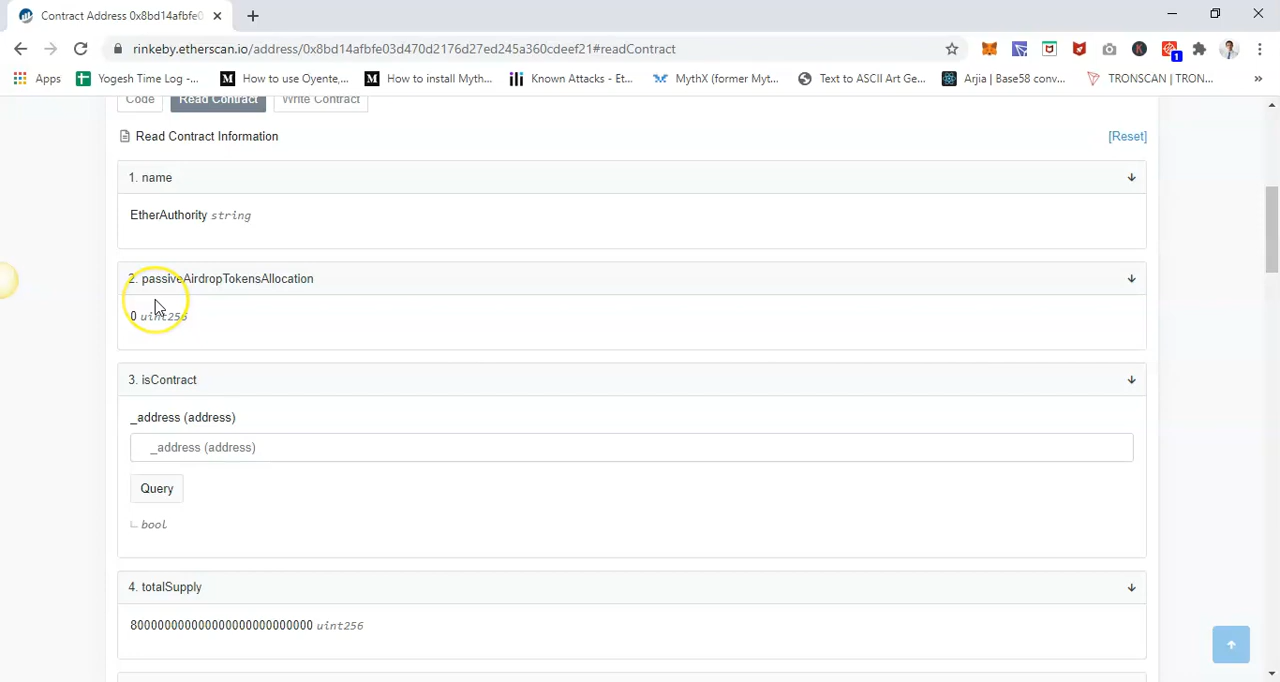 Contract Address 0x8bd14afbfe0
rinkeby.etherscan.io/address/0x8bd14afbfe03d470d2176d27ed245a360cdeef21#readContract
K
1
Apps
Yogesh Time Log -...
M How to use Oyente,...
M How to install Myth...
Known Attacks - Et...
MythX (former Myt...
Text to ASCII Art Ge...
Arjia | Base58 conv...
TRONSCAN | TRON...
»
Code
Read Contract
Write Contract
Read Contract Information
[Reset]
1. name
EtherAuthority string
2. passiveAirdropTokensAllocation
0 uint256
3. isContract
_address (address)
_address (address)
Query
bool
4. totalSupply